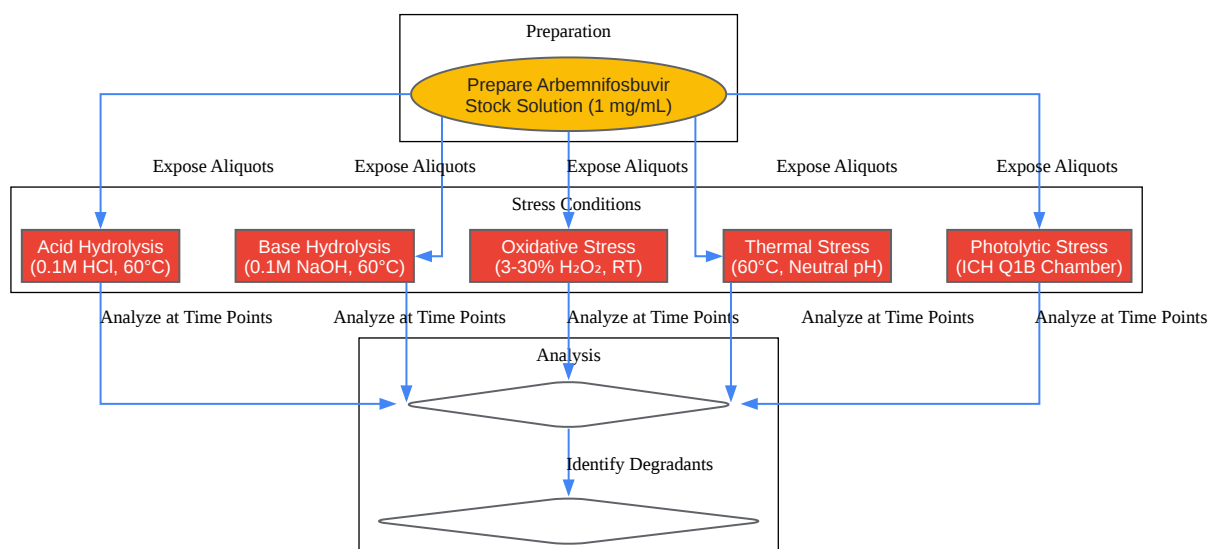 Preparation
Prepare Arbemnifosbuvir
Stock Solution (1 mg/mL)
Expose Aliquots
Expose Aliquots
Expose Aliquots
Expose Aliquots
Expose Aliquots
Stress Conditions
Acid Hydrolysis
(0.1M HCl, 60°C)
Base Hydrolysis
(0.1M NaOH, 60°C)
Oxidative Stress
(3-30% H₂O₂, RT)
Thermal Stress
(60°C, Neutral pH)
Photolytic Stress
(ICH Q1B Chamber)
Analyze at Time Points
Analyze at Time Points
Analyze at Time Points
Analyze at Time Points
Analyze at Time Points
Analysis
Identify Degradants